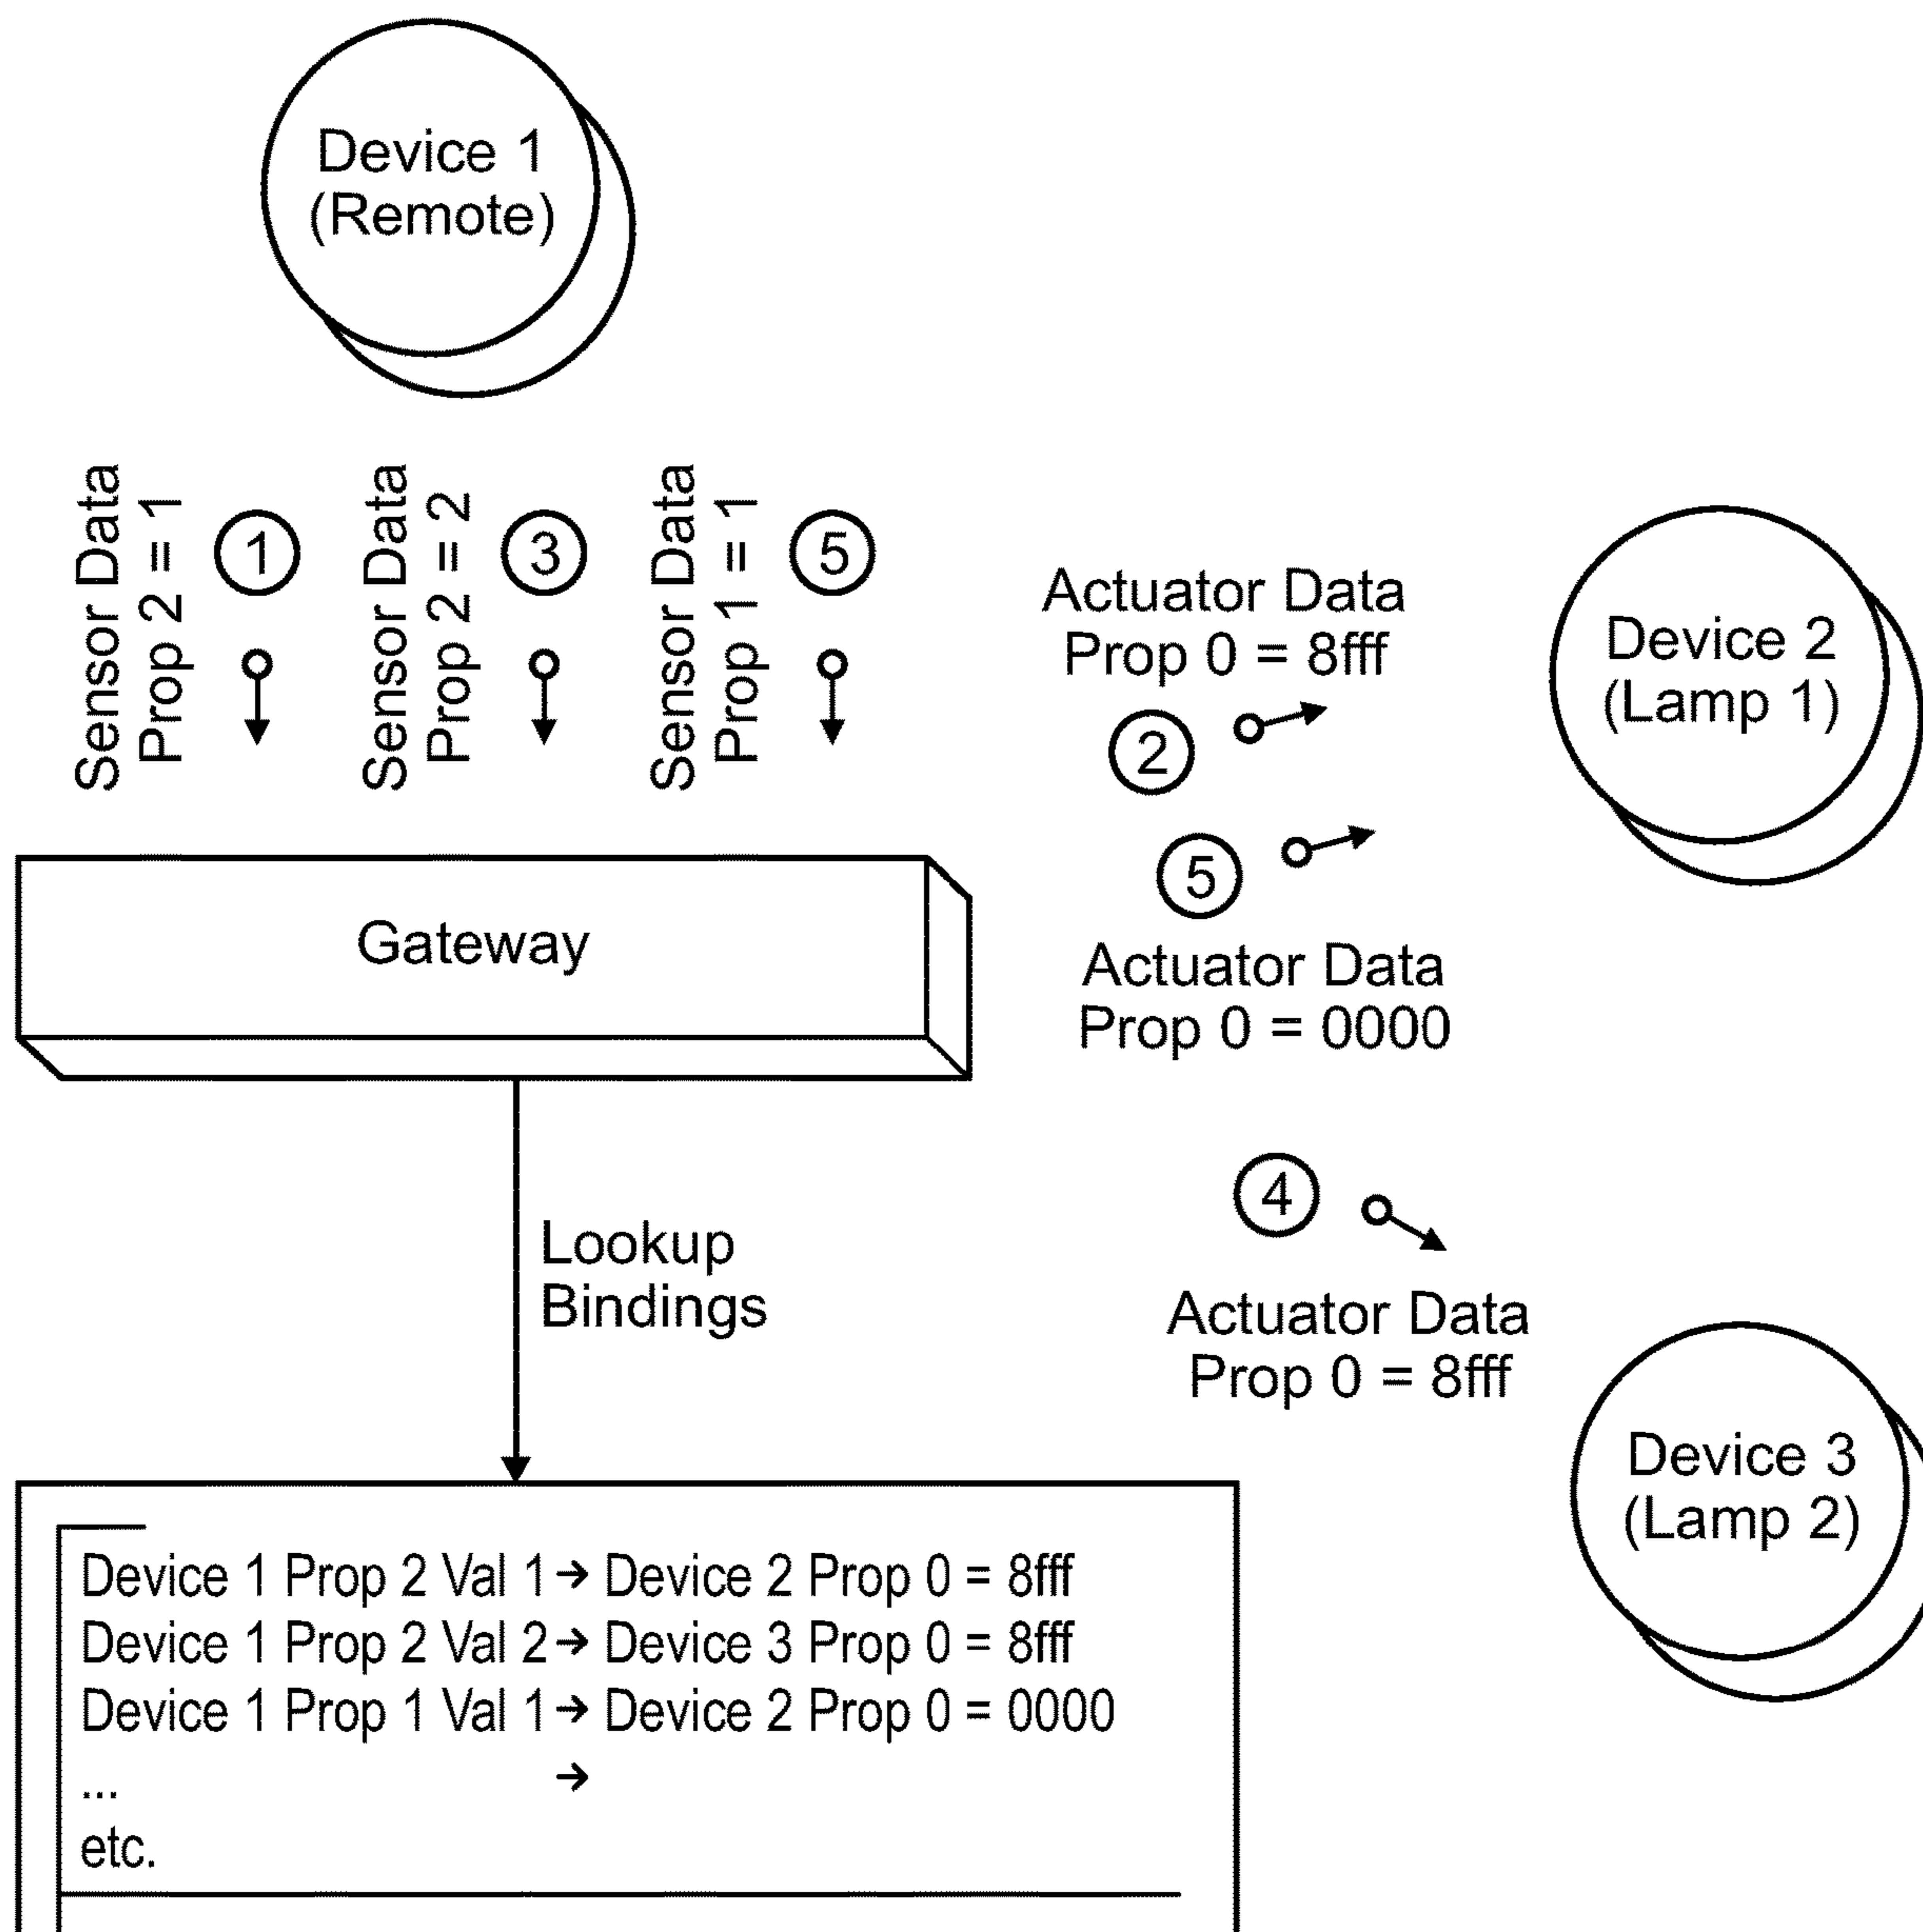 Device 1
(Remote)
Sensor Data
Prop 2 = 1
1
Sensor Data
Prop 2 = 2
3
Sensor Data
Prop 1 = 1
5
Actuator Data
Prop 0 = 8fff
2
Device 2
(Lamp 1)
5
Actuator Data
Prop 0 = 0000
Gateway
4
Actuator Data
Prop 0 = 8fff
Lookup
Bindings
Device 3
(Lamp 2)
Device 1 Prop 2 Val 1 → Device 2 Prop 0 = 8fff
Device 1 Prop 2 Val 2 → Device 3 Prop 0 = 8fff
Device 1 Prop 1 Val 1 → Device 2 Prop 0 = 0000
... →
etc.